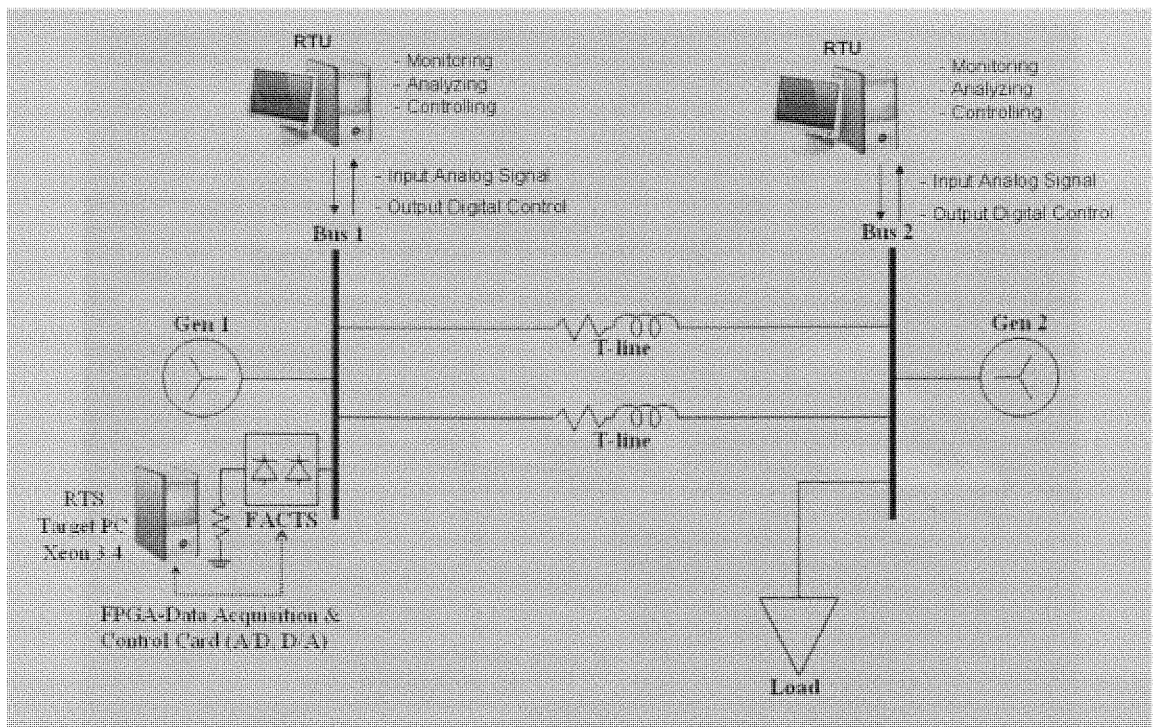 RTU
- Monitoring
- Analyzing
- Controlling
- Input Analog Signal
- Output Digital Control
Bus 1
RTU
- Monitoring
- Analyzing
- Controlling
- Input Analog Signal
- Output Digital Control
Bus 2
Gen 1
T-line
Gen 2
T-line
RTS
Target PC
Xeon 3.4
FACTS
FPGA-Data Acquisition &
Control Card (A/D, D/A)
Load